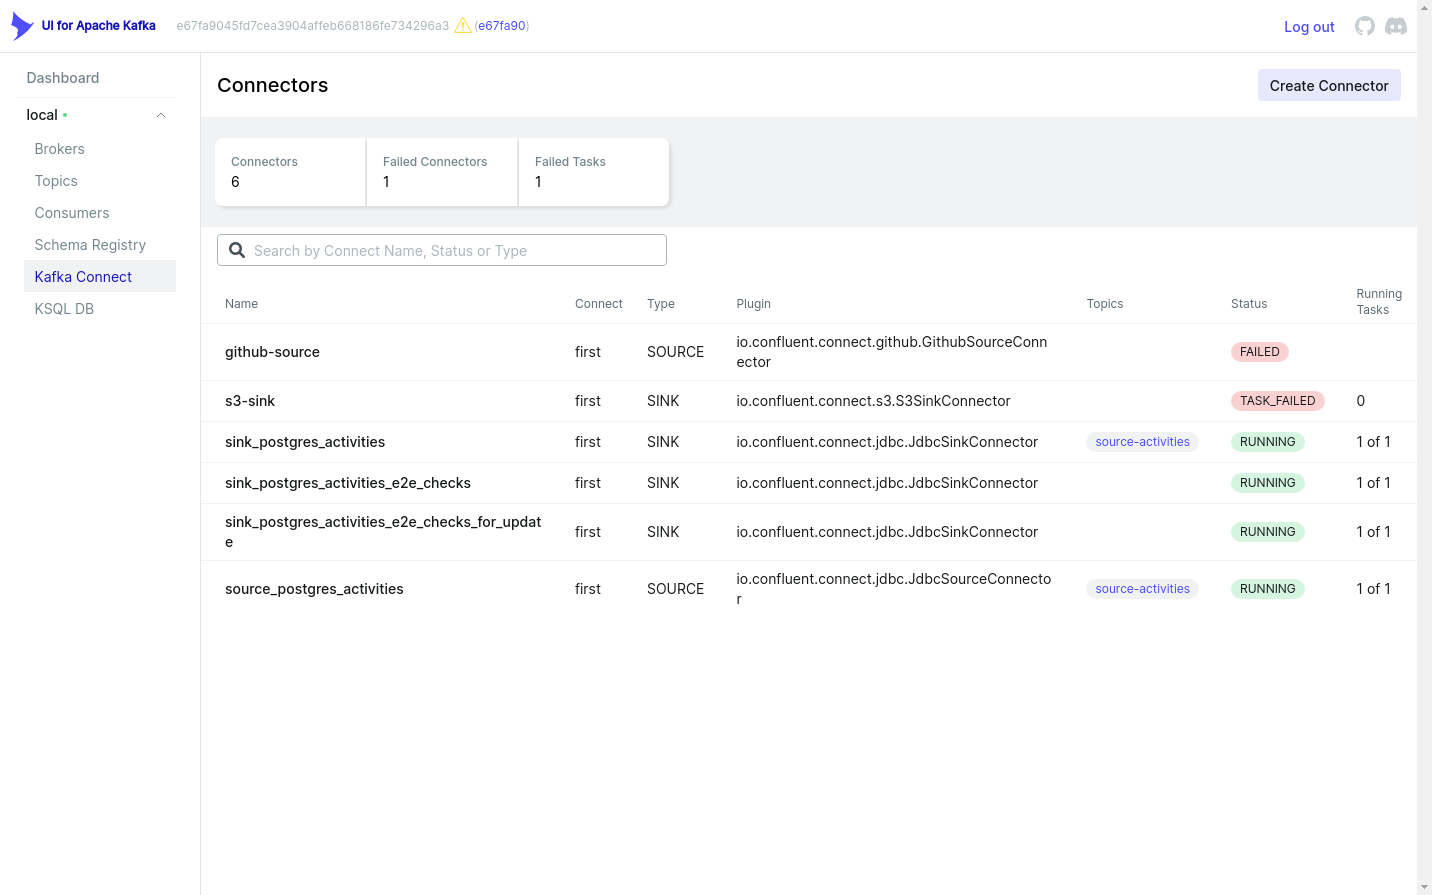 UI for Apache Kafka
e67fa9045fd7cea3904affeb668186fe734296a3 (e67fa90)
Log out
Dashboard
local
Brokers
Topics
Consumers
Schema Registry
Kafka Connect
KSQL DB
Connectors
Create Connector
Connectors
6
Failed Connectors
1
Failed Tasks
1
Search by Connect Name, Status or Type
Name Connect Type Plugin Topics Status Running
Tasks
github-source first SOURCE io.confluent.connect.github.GithubSourceConn
ector FAILED
s3-sink first SINK io.confluent.connect.s3.S3SinkConnector TASK_FAILED 0
sink_postgres_activities first SINK io.confluent.connect.jdbc.JdbcSinkConnector source-activities RUNNING 1 of 1
sink_postgres_activities_e2e_checks first SINK io.confluent.connect.jdbc.JdbcSinkConnector RUNNING 1 of 1
sink_postgres_activities_e2e_checks_for_updat
e first SINK io.confluent.connect.jdbc.JdbcSinkConnector RUNNING 1 of 1
source_postgres_activities first SOURCE io.confluent.connect.jdbc.JdbcSourceConnecto
r source-activities RUNNING 1 of 1